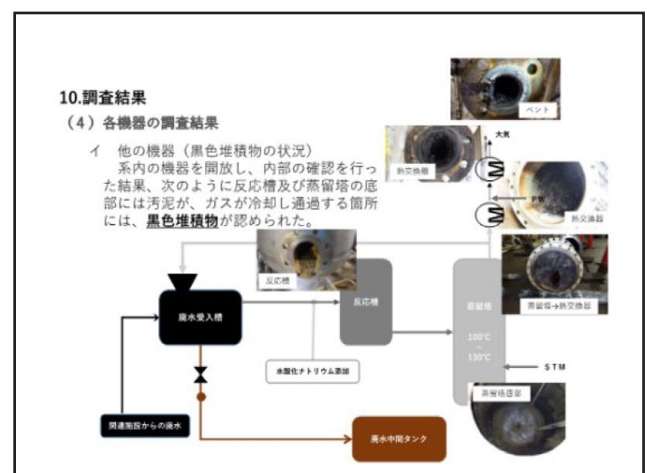 10.調査結果
（4）各機器の調査結果
イ　他の機器（黒色堆積物の状況）
系内の機器を開放し、内部の確認を行っ
た結果、次のように反応槽及び蒸留塔の底
部には汚泥が、ガスが冷却し通過する箇所
には、黒色堆積物が認められた。
ベント
大気
熱交換器
PW
熱交換器
反応槽
蒸留塔→熱交換器
廃水受入槽
反応槽
蒸留塔
100℃
～
130℃
水酸化ナトリウム添加
STM
蒸留塔底部
関連施設からの廃水
廃水中間タンク